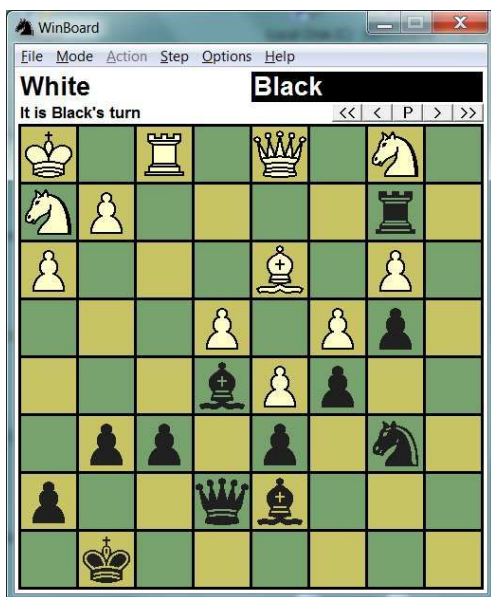 WinBoard
File Mode Action Step Options Help
White Black
It is Black's turn << < P > >>